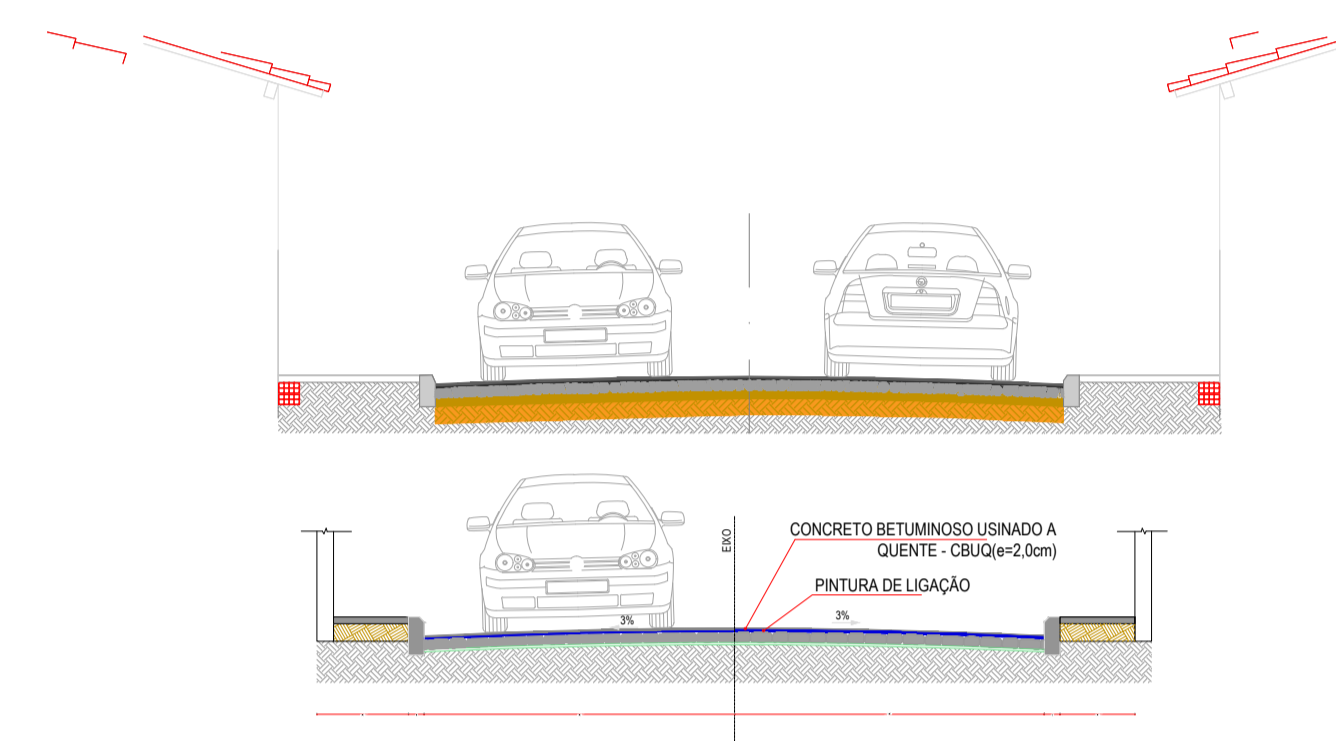 EIXO
CONCRETO BETUMINOSO USINADO A
QUENTE - CBUQ(e=2,0cm)
PINTURA DE LIGAÇÃO
3%
3%